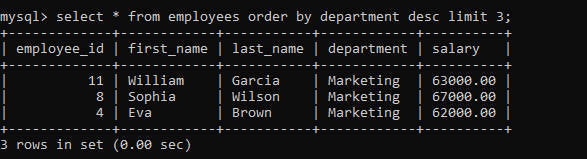 mysql> select * from employees order by department desc limit 3;
+-------------+------------+-----------+------------+----------+
| employee_id | first_name | last_name | department | salary   |
+-------------+------------+-----------+------------+----------+
|          11 | William    | Garcia    | Marketing  | 63000.00 |
|           8 | Sophia     | Wilson    | Marketing  | 67000.00 |
|           4 | Eva        | Brown     | Marketing  | 62000.00 |
+-------------+------------+-----------+------------+----------+
3 rows in set (0.00 sec)